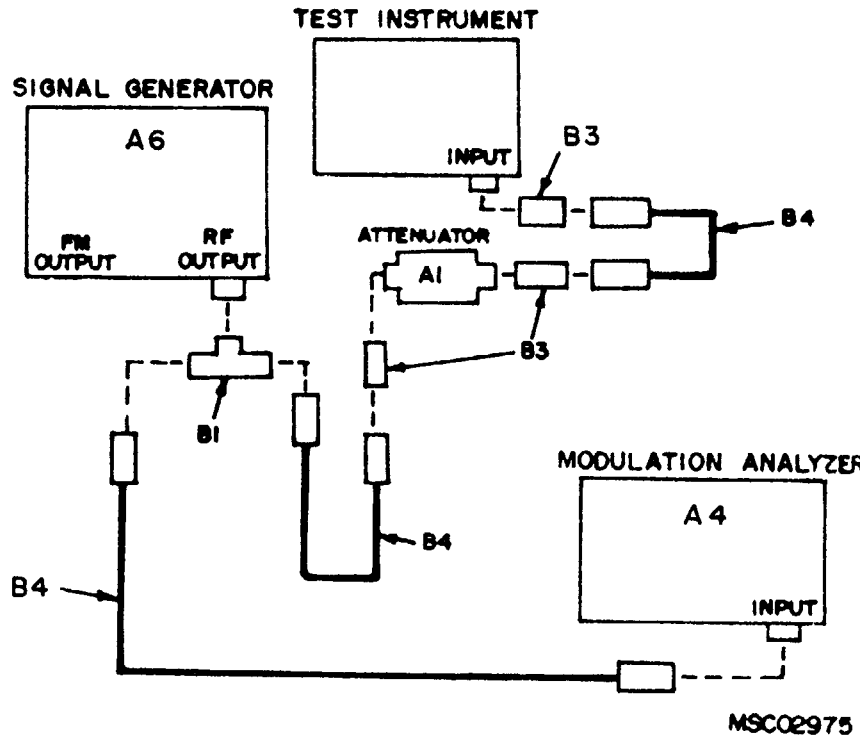 TEST INSTRUMENT
SIGNAL GENERATOR
A6
INPUT
B3
B4
FM
OUTPUT
RF
OUTPUT
ATTENUATOR
A1
B3
B1
MODULATION ANALYZER
A4
B4
B4
INPUT
MSC02975